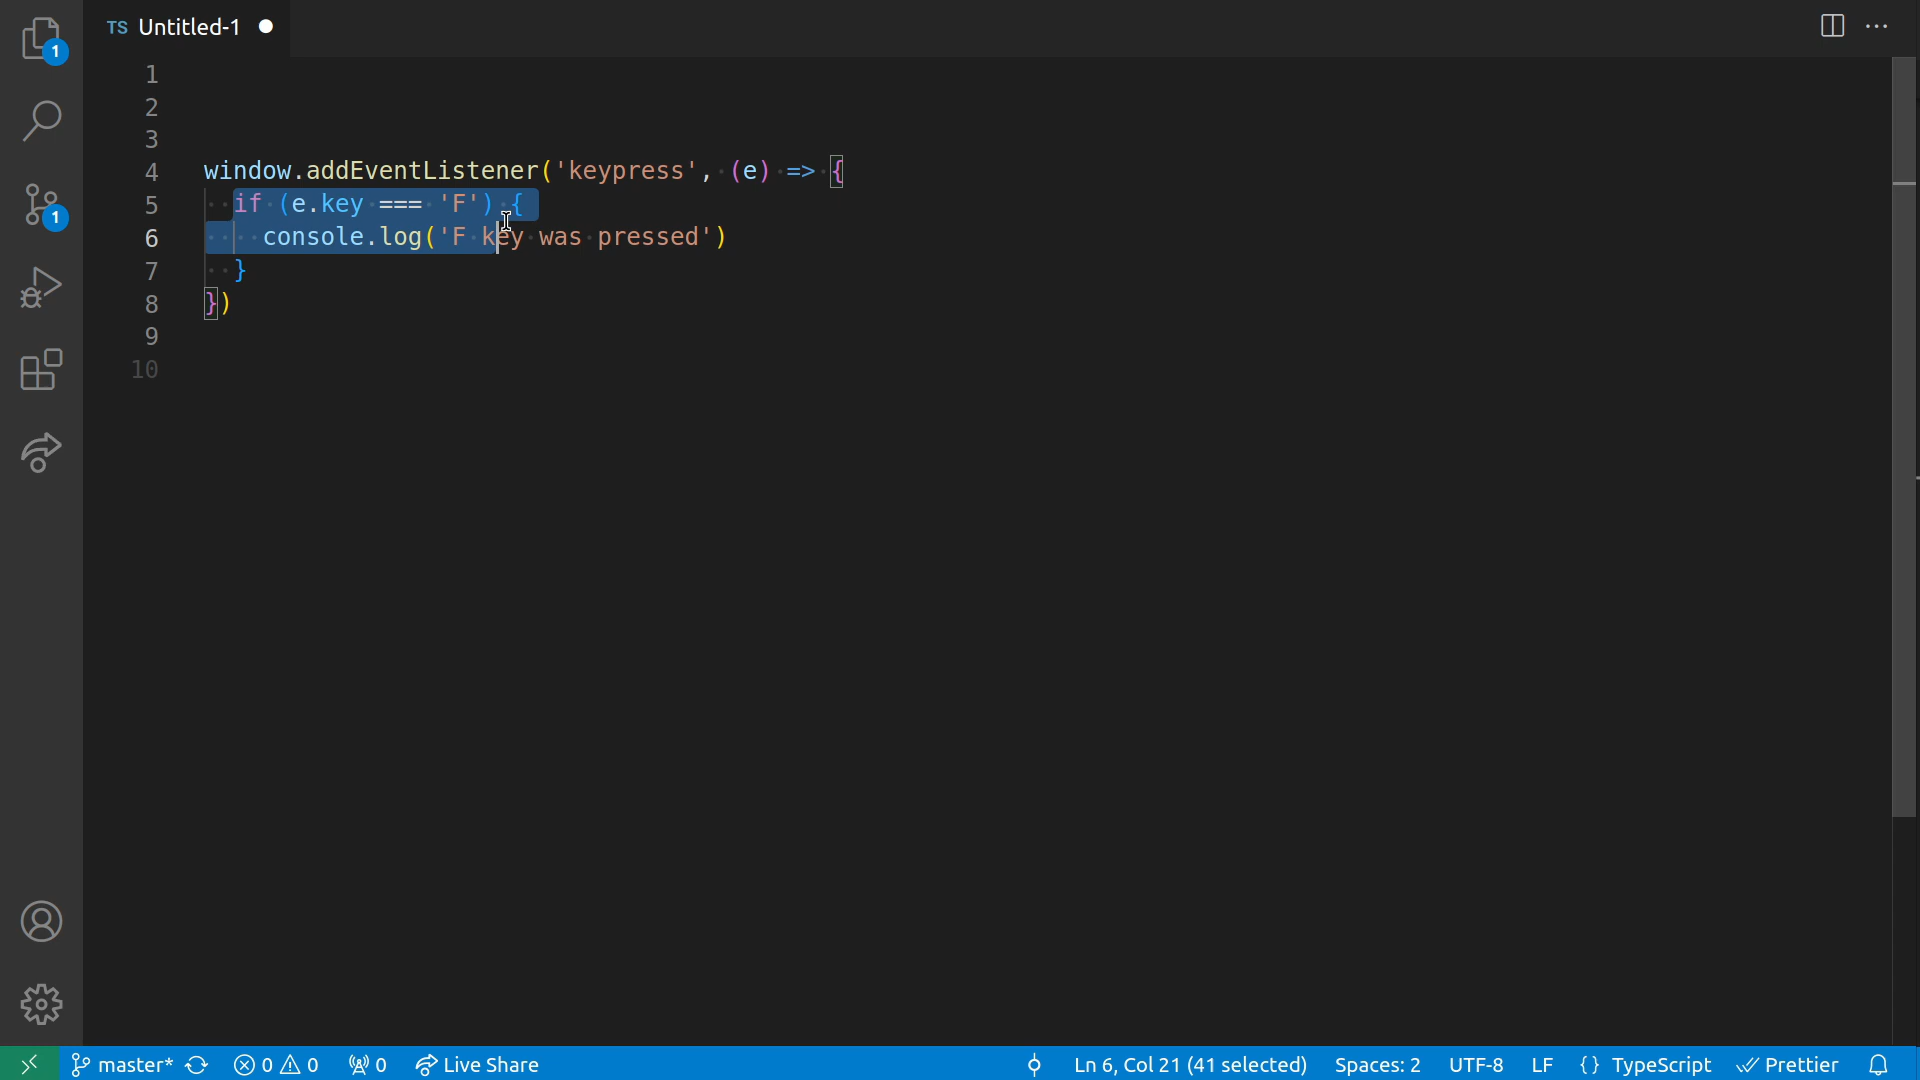 TS Untitled-1
1
1
2
3
4 window.addEventListener('keypress', (e) => {
5 if (e.key === 'F') {
6 console.log('F key was pressed')
7 }
8 })
9
10
1
master* 0 0 0 Live Share Ln 6, Col 21 (41 selected) Spaces: 2 UTF-8 LF {} TypeScript Prettier